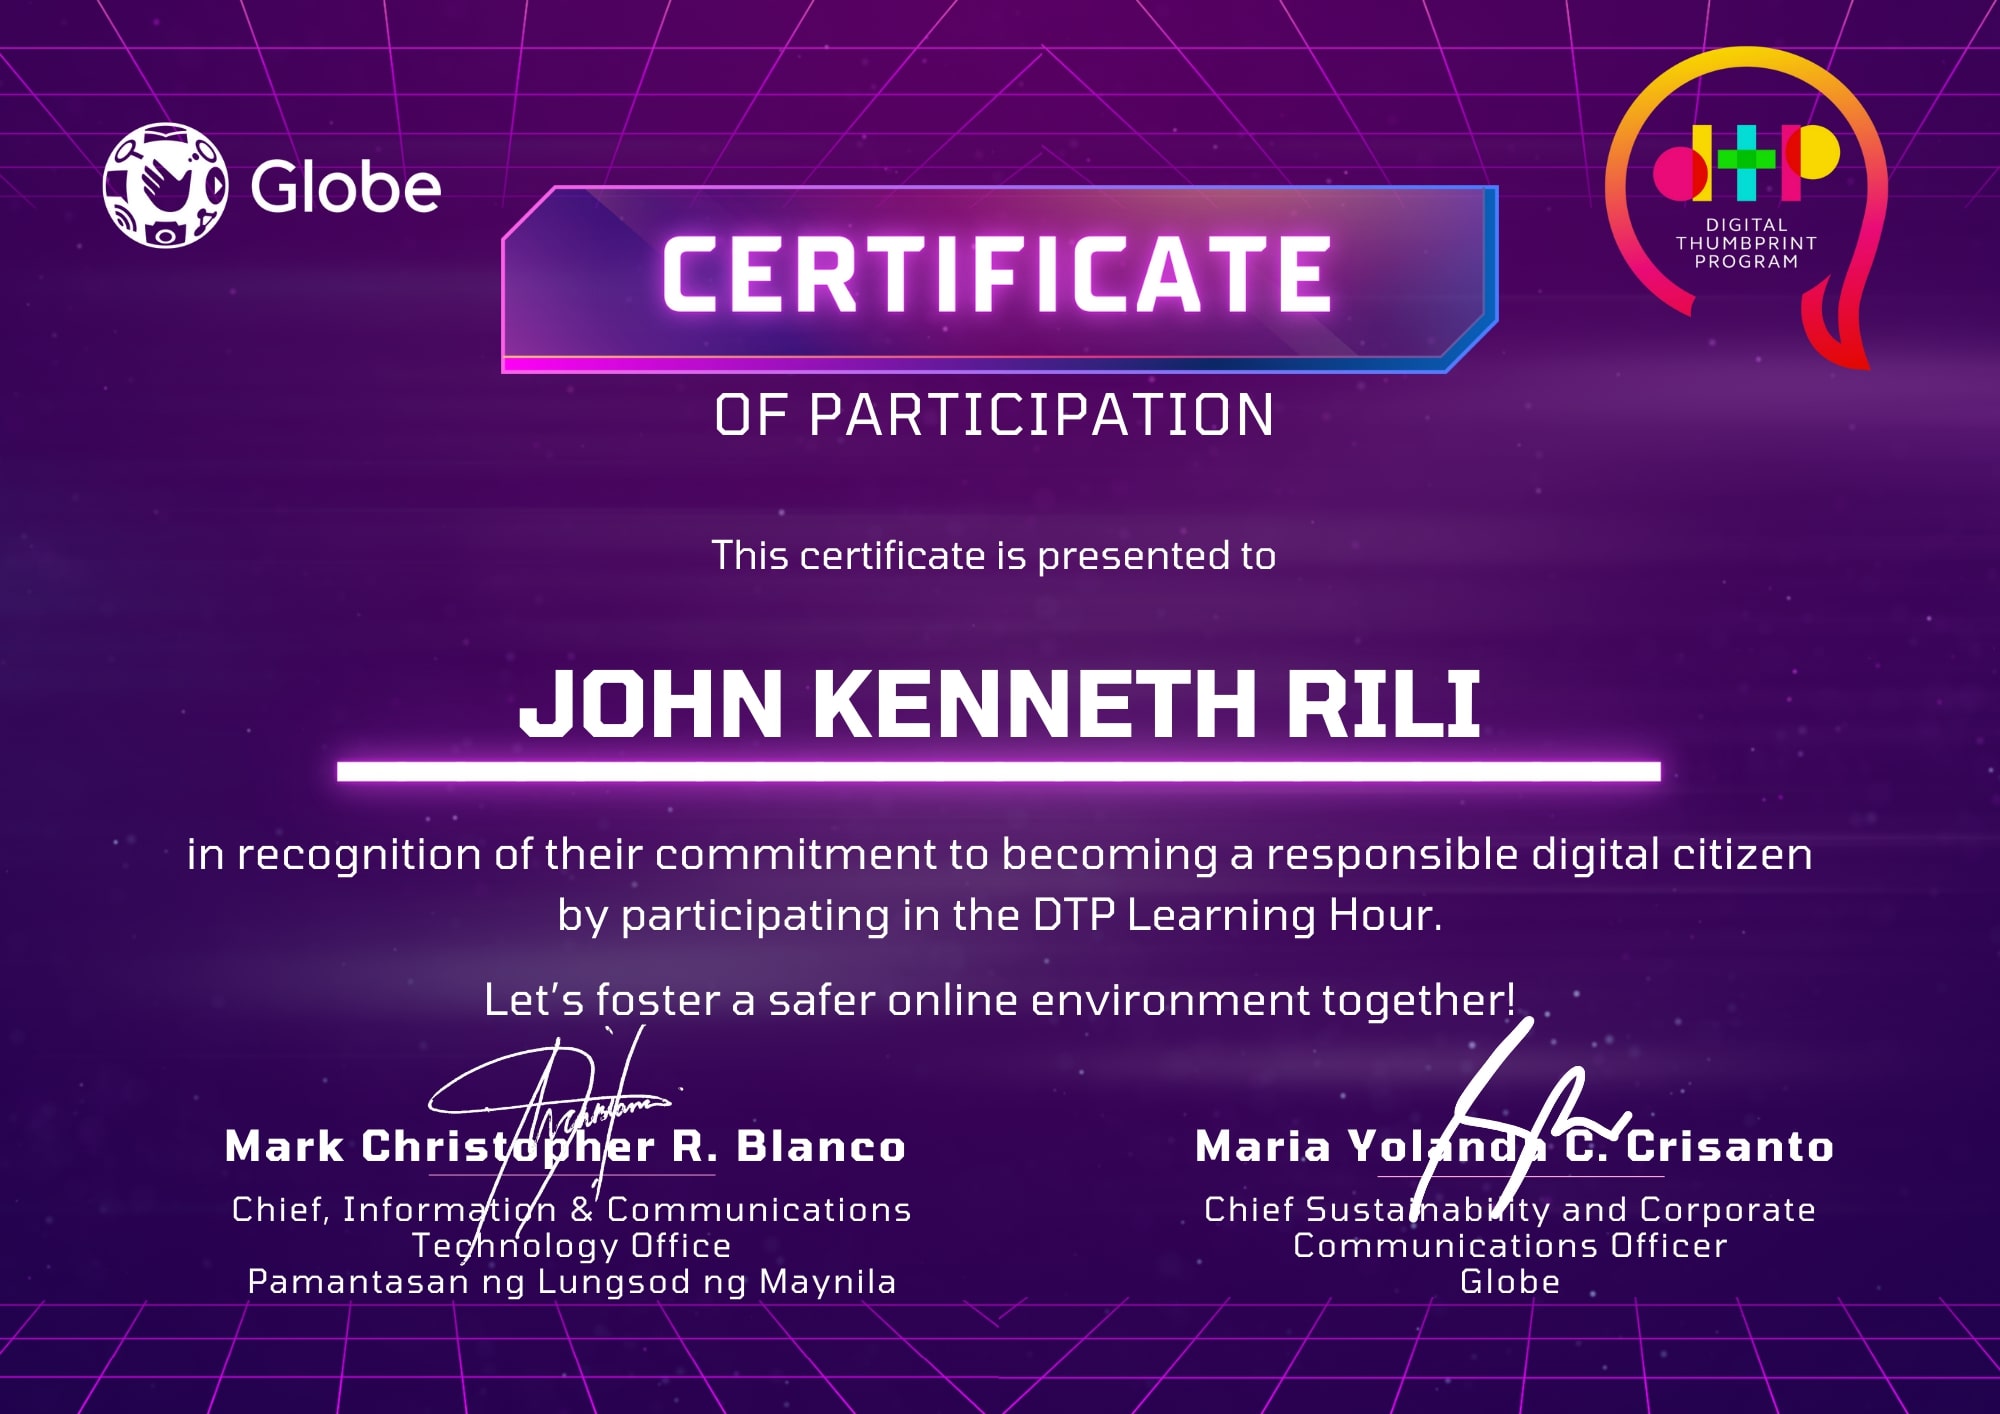 Globe
dtp
DIGITAL
THUMBPRINT
PROGRAM
CERTIFICATE
OF PARTICIPATION
This certificate is presented to
JOHN KENNETH RILI
in recognition of their commitment to becoming a responsible digital citizen
by participating in the DTP Learning Hour.
Let's foster a safer online environment together!
Mark Christopher R. Blanco
Chief, Information & Communications
Technology Office
Pamantasan ng Lungsod ng Maynila
Maria Yolanda C. Crisanto
Chief Sustainability and Corporate
Communications Officer
Globe